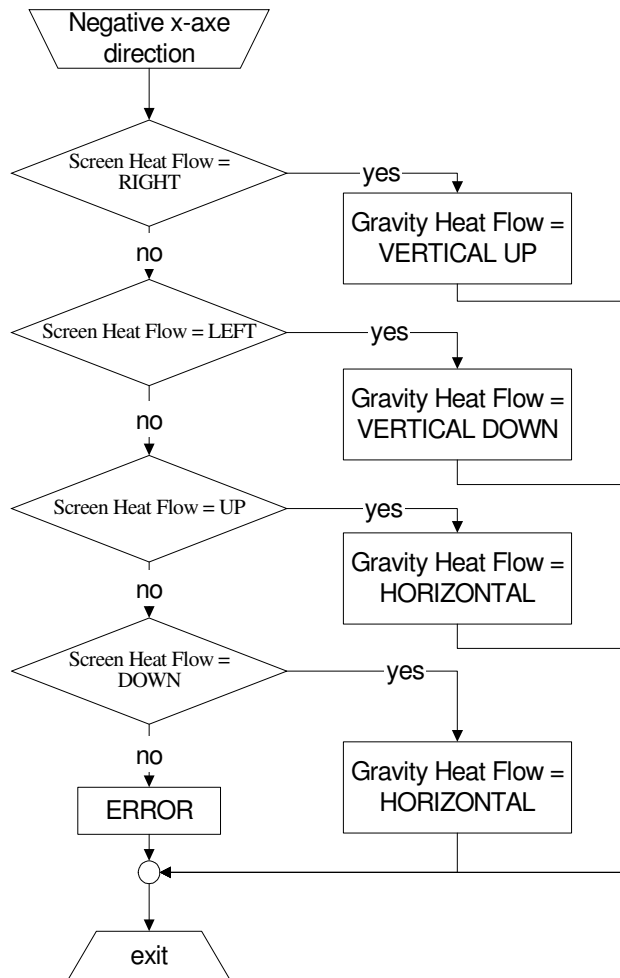 Negative x-axe
direction
Screen Heat Flow =
RIGHT
yes
Gravity Heat Flow =
VERTICAL UP
no
Screen Heat Flow = LEFT
yes
Gravity Heat Flow =
VERTICAL DOWN
no
Screen Heat Flow = UP
yes
Gravity Heat Flow =
HORIZONTAL
no
Screen Heat Flow =
DOWN
yes
Gravity Heat Flow =
HORIZONTAL
no
ERROR
exit